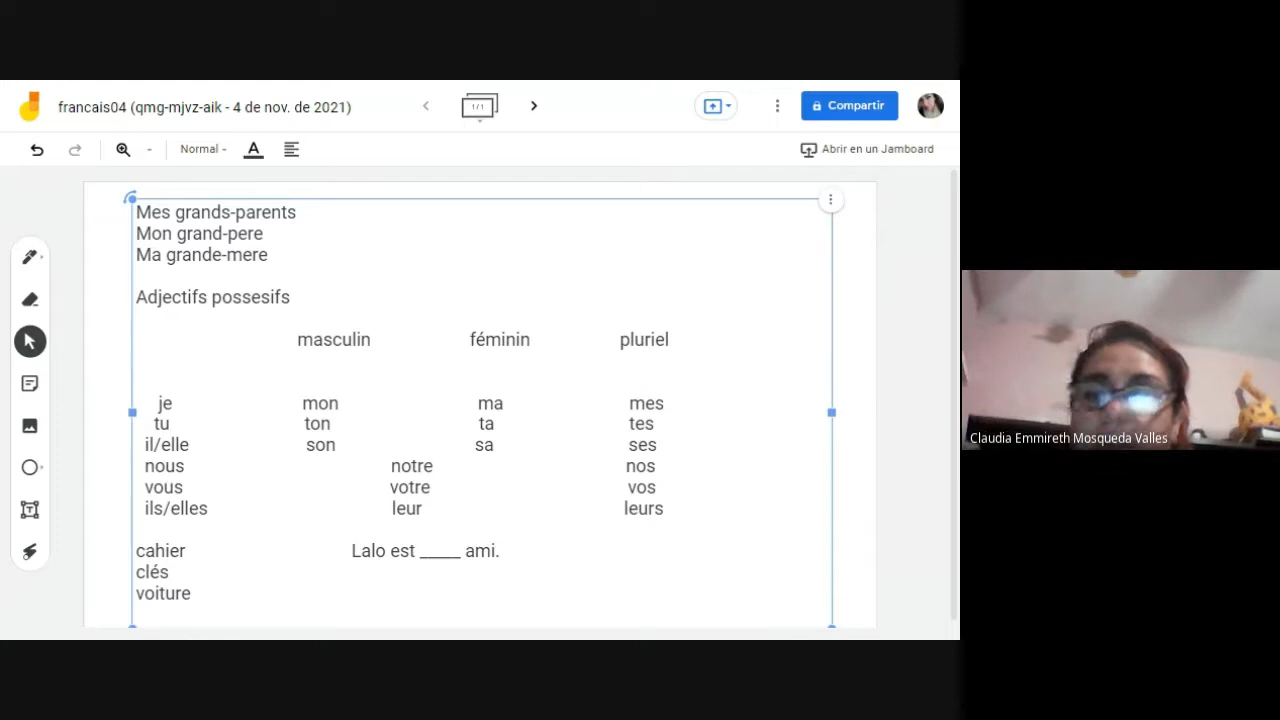 francais04 (qmg-mjvz-aik - 4 de nov. de 2021)
1/1
Compartir
Normal
A
Abrir en un Jamboard
Mes grands-parents
Mon grand-pere
Ma grande-mere
Adjectifs possesifs
masculin féminin pluriel
je mon ma mes
tu ton ta tes
il/elle son sa ses
nous notre nos
vous votre vos
ils/elles leur leurs
cahier Lalo est _____ ami.
clés
voiture
Claudia Emmireth Mosqueda Valles